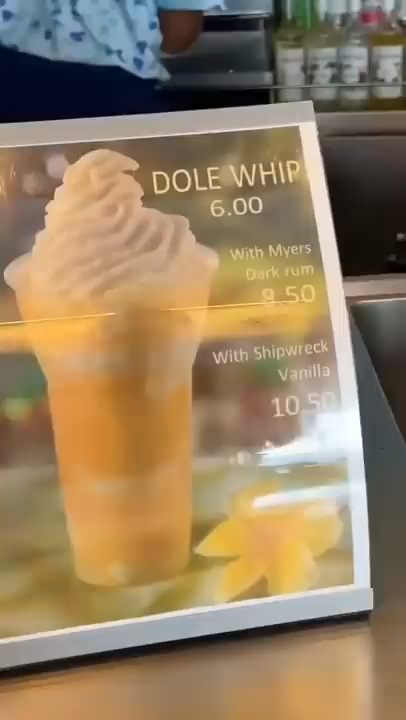 DOLE WHIP
6.00
With Myers
Dark rum
8.50
With Shipwreck
Vanilla
10.50